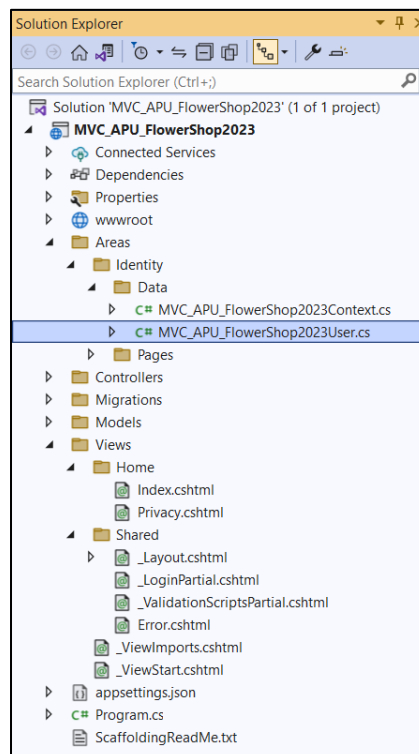 Solution Explorer
Search Solution Explorer (Ctrl+;)
Solution 'MVC_APU_FlowerShop2023' (1 of 1 project)
MVC_APU_FlowerShop2023
Connected Services
Dependencies
Properties
wwwroot
Areas
Identity
Data
C# MVC_APU_FlowerShop2023Context.cs
C# MVC_APU_FlowerShop2023User.cs
Pages
Controllers
Migrations
Models
Views
Home
Index.cshtml
Privacy.cshtml
Shared
_Layout.cshtml
_LoginPartial.cshtml
_ValidationScriptsPartial.cshtml
Error.cshtml
_ViewImports.cshtml
_ViewStart.cshtml
appsettings.json
C# Program.cs
ScaffoldingReadMe.txt